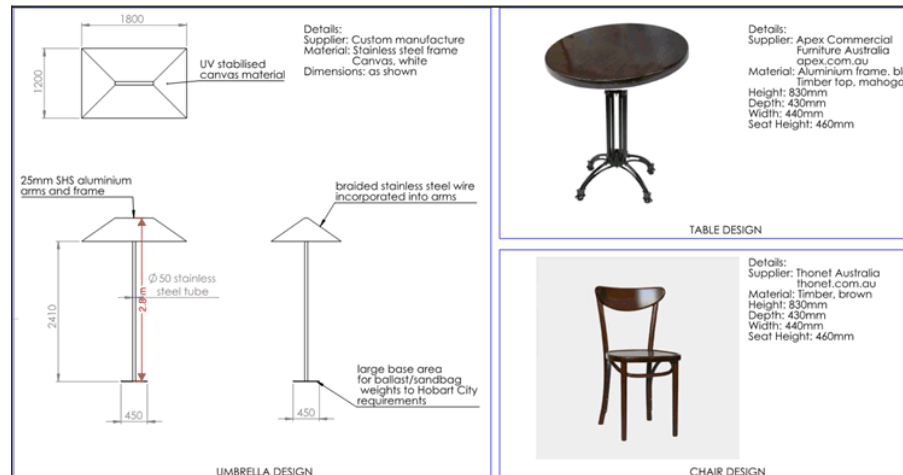 1800
1200
UV stabilised
canvas material
Details:
Supplier: Custom manufacture
Material: Stainless steel frame
Canvas, white
Dimensions: as shown
25mm SHS aluminium
arms and frame
braided stainless steel wire
incorporated into arms
Ø50 stainless
steel tube
2.8 m
2410
large base area
for ballast/sandbag
weights to Hobart City
requirements
450
450
UMBRELLA DESIGN
Details:
Supplier: Apex Commercial
Furniture Australia
apex.com.au
Material: Aluminium frame. bl
Timber top, mahoga
Height: 830mm
Depth: 430mm
Width: 440mm
Seat Height: 460mm
TABLE DESIGN
Details:
Supplier: Thonet Australia
thonet.com.au
Material: Timber, brown
Height: 830mm
Depth: 430mm
Width: 440mm
Seat Height: 460mm
CHAIR DESIGN